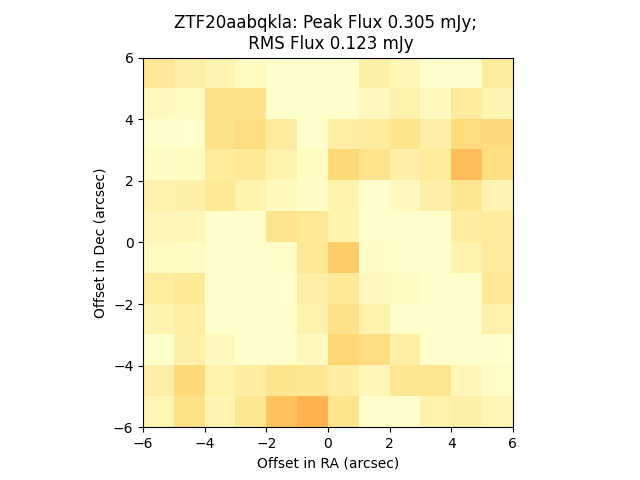 ZTF20aabqkla: Peak Flux 0.305 mJy;
RMS Flux 0.123 mJy
6
4
2
0
−2
−4
−6
Offset in Dec (arcsec)
−6 −4 −2 0 2 4 6
Offset in RA (arcsec)